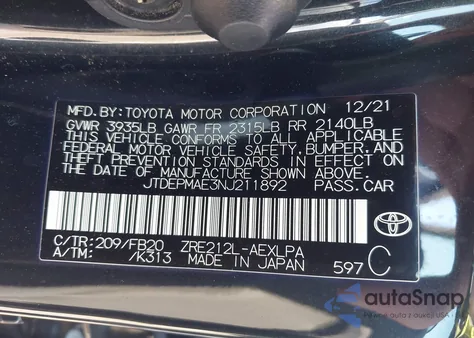 MFD. BY: TOYOTA MOTOR CORPORATION 12/21
GVWR 3935LB GAWR FR 2315LB RR 2140LB
THIS VEHICLE CONFORMS TO ALL APPLICABLE
FEDERAL MOTOR VEHICLE SAFETY, BUMPER, AND
THEFT PREVENTION STANDARDS IN EFFECT ON
THE DATE OF MANUFACTURE SHOWN ABOVE.
JTDEPMAE3NJ211892 PASS.CAR
C/TR:209/FB20 ZRE212L-AEXLPA
A/TM: /K313 MADE IN JAPAN 597 C
TOYOTA
autoSnap